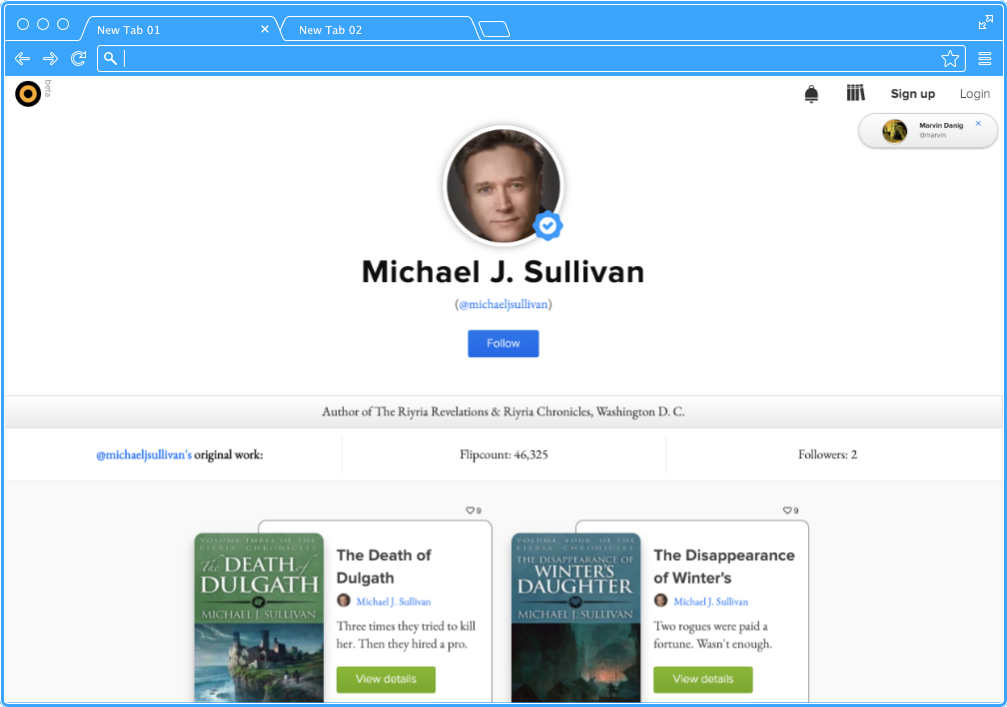 New Tab 01
New Tab 02
beta
Sign up
Login
Marvin Danig
@marvin
Michael J. Sullivan
(@michaeljsullivan)
Follow
Author of The Riyria Revelations & Riyria Chronicles, Washington D. C.
@michaeljsullivan's original work:
Flipcount: 46,325
Followers: 2
9
VOLUME THREE OF THE
RIYRIA CHRONICLES
The DEATH of
DULGATH
MICHAEL J. SULLIVAN
The Death of
Dulgath
Michael J. Sullivan
Three times they tried to kill
her. Then they hired a pro.
View details
9
VOLUME FOUR OF THE
RIYRIA CHRONICLES
THE DISAPPEARANCE OF
WINTER'S
DAUGHTER
MICHAEL J. SULLIVAN
The Disappearance
of Winter's
Michael J. Sullivan
Two rogues were paid a
fortune. Wasn't enough.
View details